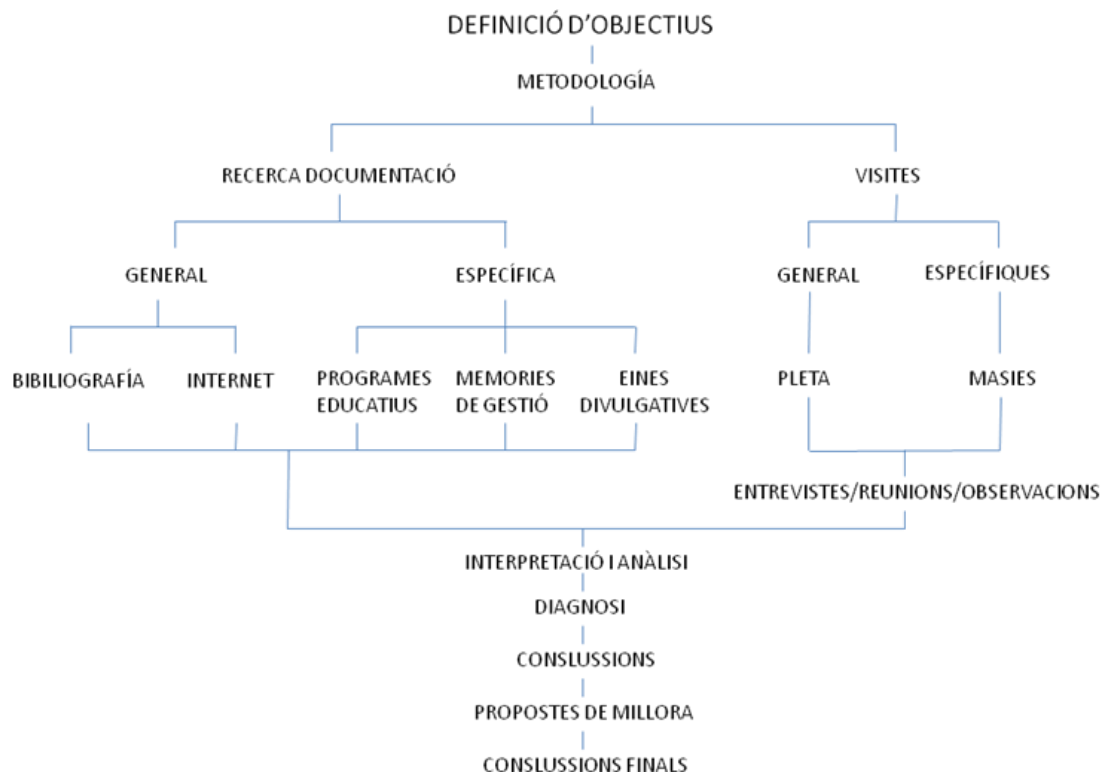 DEFINICIÓ D'OBJECTIUS
METODOLOGÍA
RECERCA DOCUMENTACIÓ
VISITES
GENERAL
ESPECÍFICA
GENERAL
ESPECÍFIQUES
BIBILIOGRAFÍA
INTERNET
PROGRAMES
EDUCATIUS
MEMORIES
DE GESTIÓ
EINES
DIVULGATIVES
PLETA
MASIES
ENTREVISTES/REUNIONS/OBSERVACIONS
INTERPRETACIÓ I ANÀLISI
DIAGNOSI
CONSLUSSIONS
PROPOSTES DE MILLORA
CONSLUSSIONS FINALS